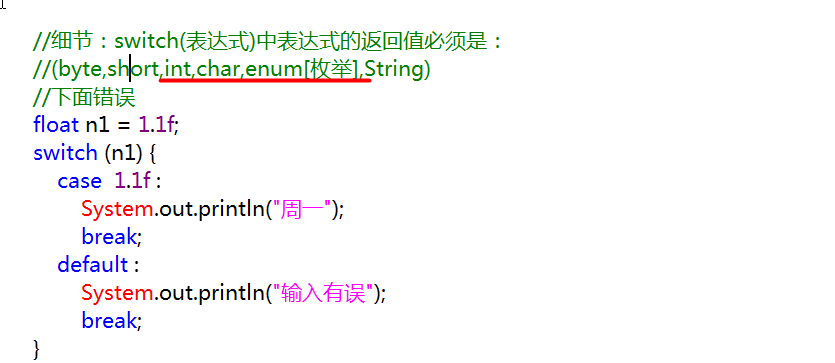 //细节：switch(表达式)中表达式的返回值必须是：
//(byte,short,int,char,enum[枚举],String)
//下面错误
float n1 = 1.1f;
switch (n1) {
case 1.1f :
System.out.println("周一");
break;
default :
System.out.println("输入有误");
break;
}